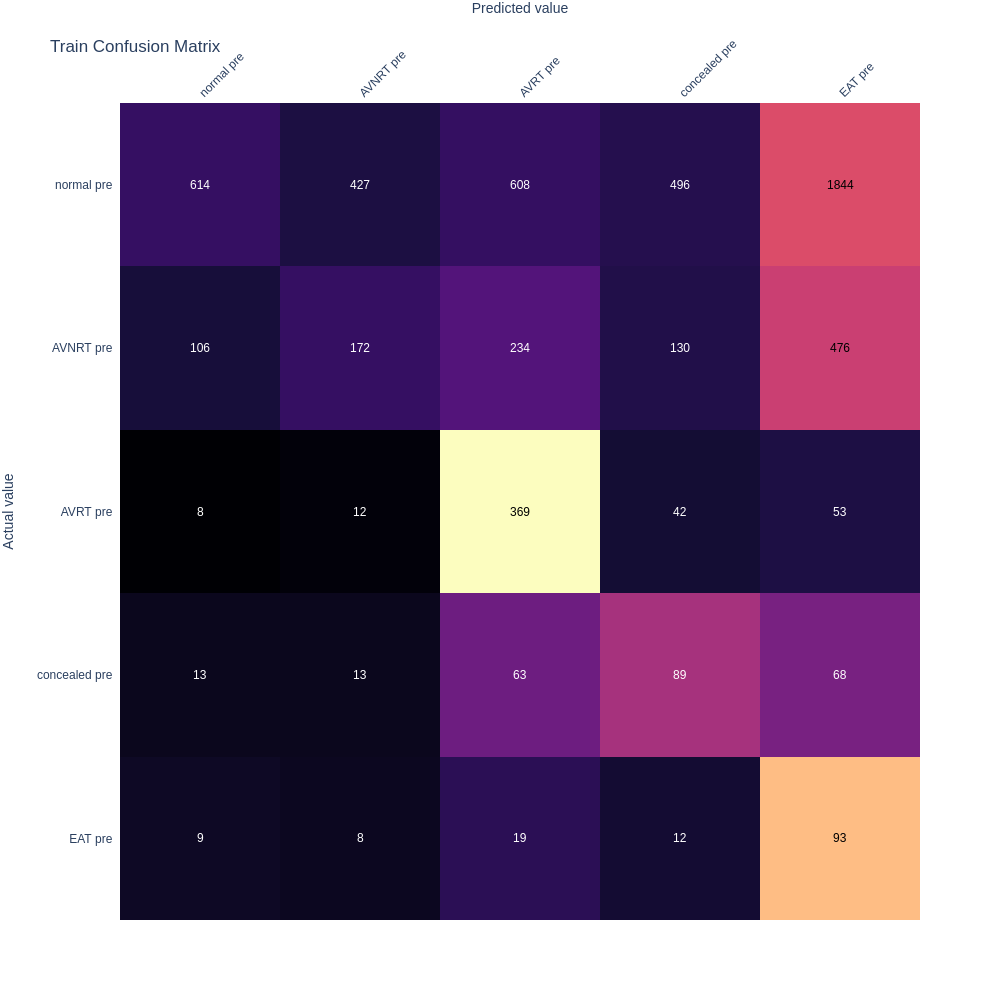 Predicted value
Train Confusion Matrix
normal pre AVNRT pre AVRT pre concealed pre EAT pre
normal pre 614 427 608 496 1844
AVNRT pre 106 172 234 130 476
Actual value
AVRT pre 8 12 369 42 53
concealed pre 13 13 63 89 68
EAT pre 9 8 19 12 93